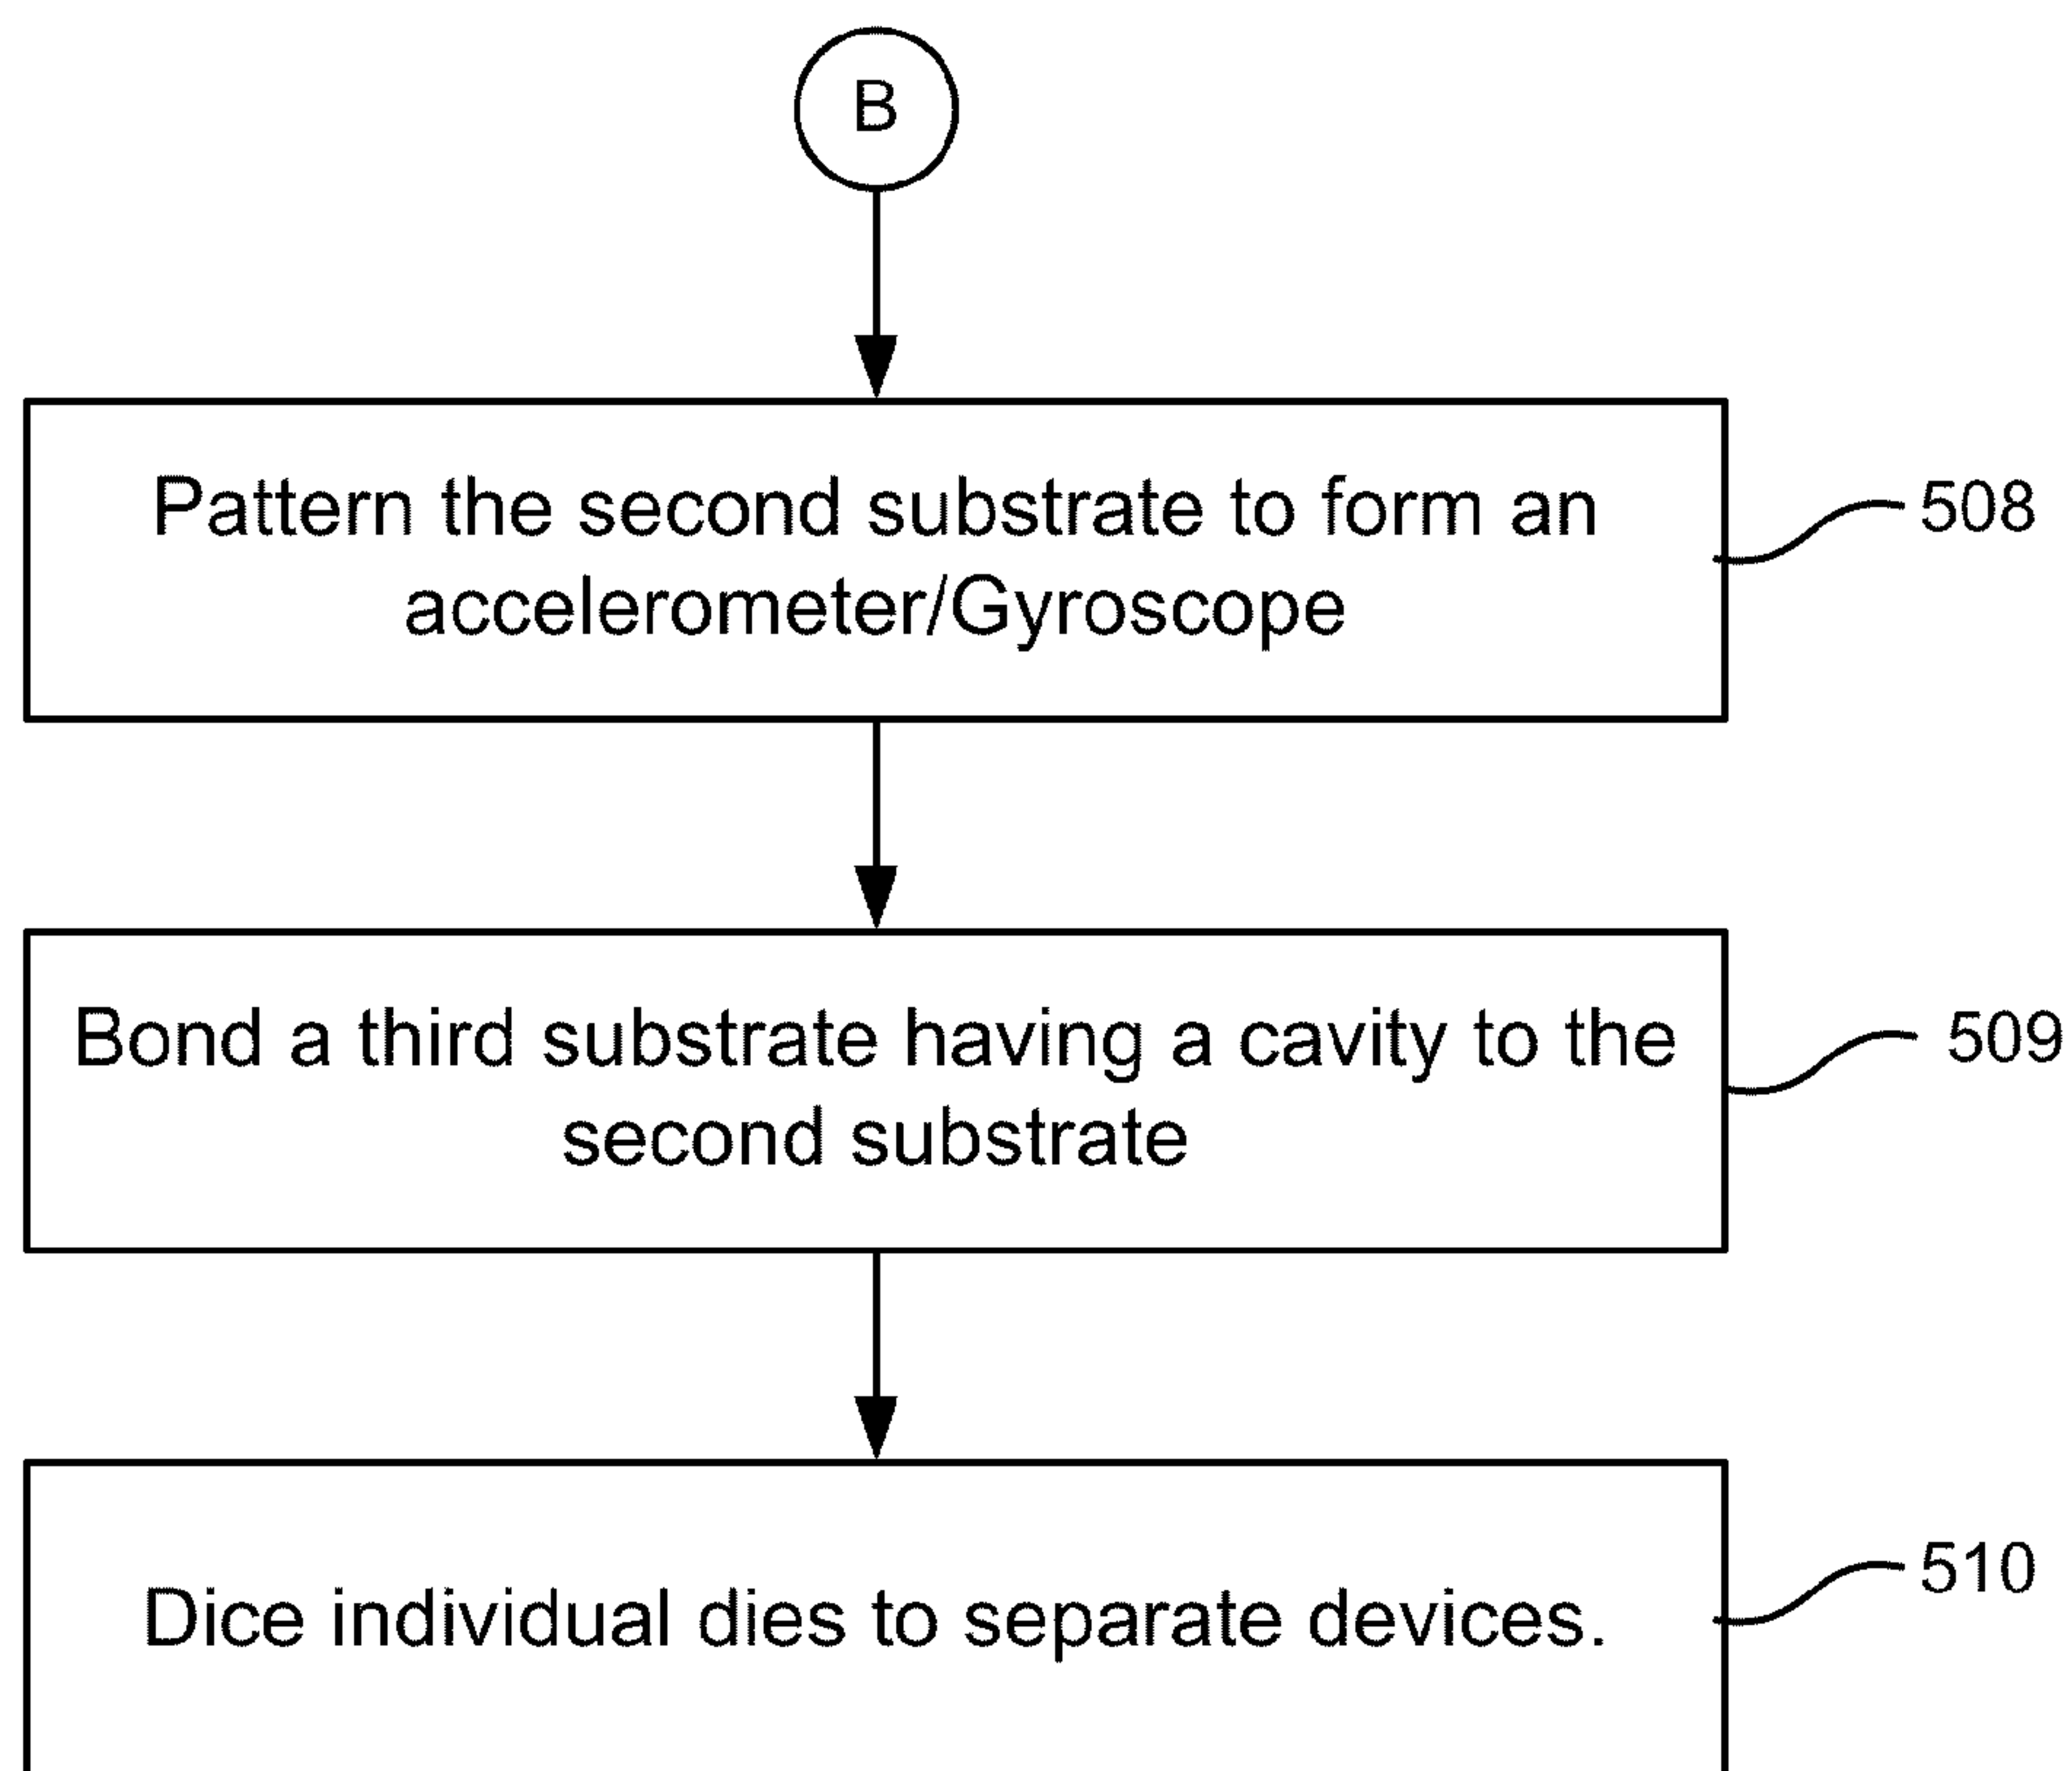 B
Pattern the second substrate to form an
accelerometer/Gyroscope
508
Bond a third substrate having a cavity to the
second substrate
509
Dice individual dies to separate devices.
510